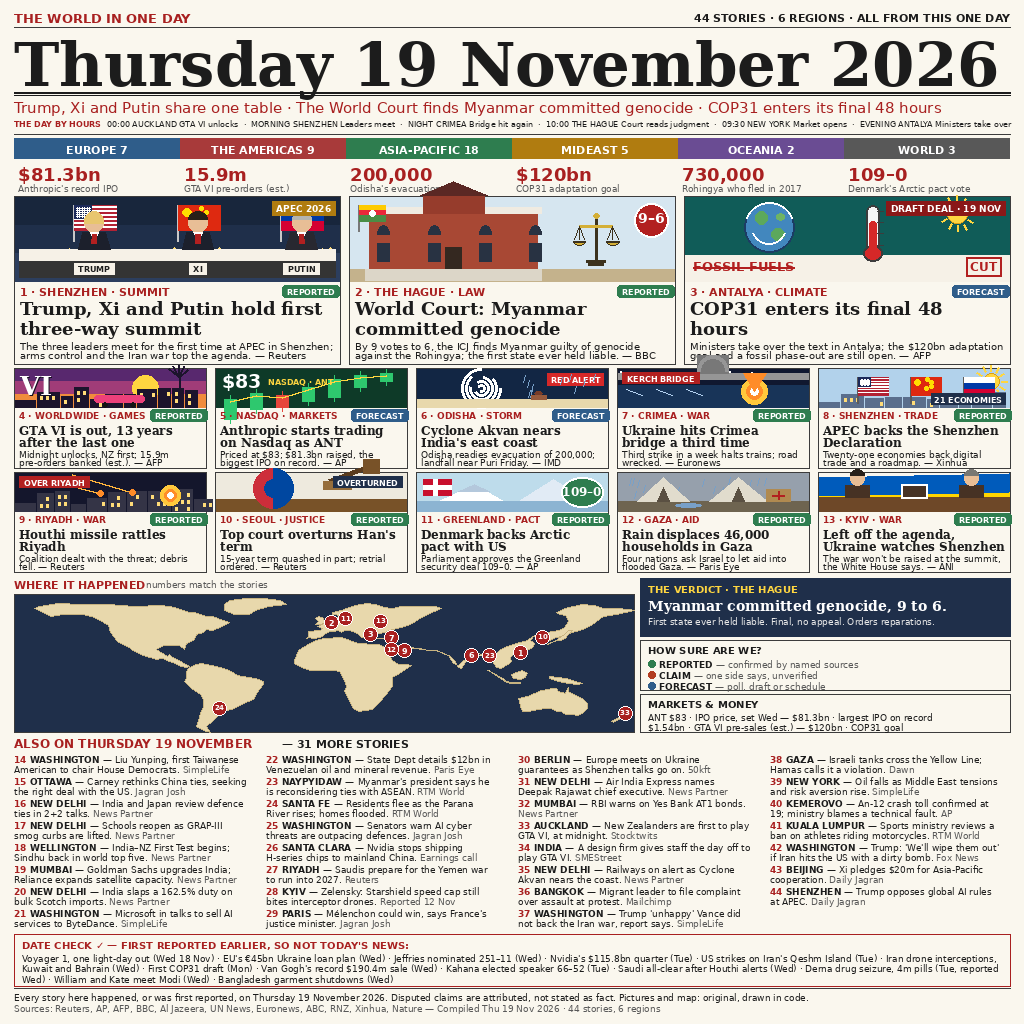 THE WORLD IN ONE DAY
44 STORIES · 6 REGIONS · ALL FROM THIS ONE DAY
Thursday 19 November 2026
Trump, Xi and Putin share one table · The World Court finds Myanmar committed genocide · COP31 enters its final 48 hours
THE DAY BY HOURS 00:00 AUCKLAND GTA VI unlocks · MORNING SHENZHEN Leaders meet · NIGHT CRIMEA Bridge hit again · 10:00 THE HAGUE Court reads judgment · 09:30 NEW YORK Market opens · EVENING ANTALYA Ministers take over
EUROPE 7
THE AMERICAS 9
ASIA-PACIFIC 18
MIDEAST 5
OCEANIA 2
WORLD 3
$81.3bn
Anthropic's record IPO
15.9m
GTA VI pre-orders (est.)
200,000
Odisha's evacuation
$120bn
COP31 adaptation goal
730,000
Rohingya who fled in 2017
109–0
Denmark's Arctic pact vote
APEC 2026
TRUMP
XI
PUTIN
1 · SHENZHEN · SUMMIT
REPORTED
Trump, Xi and Putin hold first
three-way summit
The three leaders meet for the first time at APEC in Shenzhen;
arms control and the Iran war top the agenda. — Reuters
9–6
2 · THE HAGUE · LAW
REPORTED
World Court: Myanmar
committed genocide
By 9 votes to 6, the ICJ finds Myanmar guilty of genocide
against the Rohingya; the first state ever held liable. — BBC
DRAFT DEAL · 19 NOV
FOSSIL FUELS
CUT
3 · ANTALYA · CLIMATE
FORECAST
COP31 enters its final 48
hours
Ministers take over the text in Antalya; the $120bn adaptation
goal and a fossil phase-out are still open. — AFP
VI
4 · WORLDWIDE · GAMES
REPORTED
GTA VI is out, 13 years
after the last one
Midnight unlocks, NZ first; 15.9m
pre-orders banked (est.). — AFP
$83
NASDAQ · ANT
5 · NASDAQ · MARKETS
FORECAST
Anthropic starts trading
on Nasdaq as ANT
Priced at $83; $81.3bn raised, the
biggest IPO on record. — AP
RED ALERT
6 · ODISHA · STORM
FORECAST
Cyclone Akvan nears
India's east coast
Odisha readies evacuation of 200,000;
landfall near Puri Friday. — IMD
KERCH BRIDGE
7 · CRIMEA · WAR
REPORTED
Ukraine hits Crimea
bridge a third time
Third strike in a week halts trains; road
wrecked. — Euronews
21 ECONOMIES
8 · SHENZHEN · TRADE
REPORTED
APEC backs the Shenzhen
Declaration
Twenty-one economies back digital
trade and a roadmap. — Xinhua
OVER RIYADH
9 · RIYADH · WAR
REPORTED
Houthi missile rattles
Riyadh
Coalition dealt with the threat; debris
fell. — Reuters
OVERTURNED
10 · SEOUL · JUSTICE
REPORTED
Top court overturns Han's
term
15-year term quashed in part; retrial
ordered. — Reuters
109–0
11 · GREENLAND · PACT
REPORTED
Denmark backs Arctic
pact with US
Parliament approves the Greenland
security deal 109–0. — AP
12 · GAZA · AID
REPORTED
Rain displaces 46,000
households in Gaza
Four nations ask Israel to let aid into
flooded Gaza. — Paris Eye
13 · KYIV · WAR
REPORTED
Left off the agenda,
Ukraine watches Shenzhen
The war won't be raised at the summit,
the White House says. — ANI
WHERE IT HAPPENED numbers match the stories
2
11
13
3
7
12
9
6
23
1
10
24
33
THE VERDICT · THE HAGUE
Myanmar committed genocide, 9 to 6.
First state ever held liable. Final, no appeal. Orders reparations.
HOW SURE ARE WE?
REPORTED — confirmed by named sources
CLAIM — one side says, unverified
FORECAST — poll, draft or schedule
MARKETS & MONEY
ANT $83 · IPO price, set Wed — $81.3bn · largest IPO on record
$1.54bn · GTA VI pre-sales (est.) — $120bn · COP31 goal
ALSO ON THURSDAY 19 NOVEMBER — 31 MORE STORIES
14 WASHINGTON — Liu Yunping, first Taiwanese
American to chair House Democrats. SimpleLife
15 OTTAWA — Carney rethinks China ties, seeking
the right deal with the US. Jagran Josh
16 NEW DELHI — India and Japan review defence
ties in 2+2 talks. News Partner
17 NEW DELHI — Schools reopen as GRAP-III
smog curbs are lifted. News Partner
18 WELLINGTON — India–NZ First Test begins;
Sindhu back in world top five. News Partner
19 MUMBAI — Goldman Sachs upgrades India;
Reliance expands satellite capacity. News Partner
20 NEW DELHI — India slaps a 162.5% duty on
bulk Scotch imports. News Partner
21 WASHINGTON — Microsoft in talks to sell AI
services to ByteDance. SimpleLife
22 WASHINGTON — State Dept details $12bn in
Venezuelan oil and mineral revenue. Paris Eye
23 NAYPYIDAW — Myanmar's president says he
is reconsidering ties with ASEAN. RTM World
24 SANTA FE — Residents flee as the Parana
River rises; homes flooded. RTM World
25 WASHINGTON — Senators warn AI cyber
threats are outpacing defences. Jagran Josh
26 SANTA CLARA — Nvidia stops shipping
H-series chips to mainland China. Earnings call
27 RIYADH — Saudis prepare for the Yemen war
to run into 2027. Reuters
28 KYIV — Zelensky: Starshield speed cap still
bites interceptor drones. Reported 12 Nov
29 PARIS — Mélenchon could win, says France's
justice minister. Jagran Josh
30 BERLIN — Europe meets on Ukraine
guarantees as Shenzhen talks go on. 50kft
31 NEW DELHI — Air India Express names
Deepak Rajawat chief executive. News Partner
32 MUMBAI — RBI warns on Yes Bank AT1 bonds.
News Partner
33 AUCKLAND — New Zealanders are first to play
GTA VI, at midnight. Stocktwits
34 INDIA — A design firm gives staff the day off to
play GTA VI. SMEStreet
35 NEW DELHI — Railways on alert as Cyclone
Akvan nears the coast. News Partner
36 BANGKOK — Migrant leader to file complaint
over assault at protest. Mailchimp
37 WASHINGTON — Trump 'unhappy' Vance did
not back the Iran war, report says. SimpleLife
38 GAZA — Israeli tanks cross the Yellow Line;
Hamas calls it a violation. Dawn
39 NEW YORK — Oil falls as Middle East tensions
and risk aversion rise. SimpleLife
40 KEMEROVO — An-12 crash toll confirmed at
19; ministry blames a technical fault. AP
41 KUALA LUMPUR — Sports ministry reviews a
ban on athletes riding motorcycles. RTM World
42 WASHINGTON — Trump: 'We'll wipe them out'
if Iran hits the US with a dirty bomb. Fox News
43 BEIJING — Xi pledges $20m for Asia-Pacific
cooperation. Daily Jagran
44 SHENZHEN — Trump opposes global AI rules
at APEC. Daily Jagran
DATE CHECK ✓ — FIRST REPORTED EARLIER, SO NOT TODAY'S NEWS:
Voyager 1, one light-day out (Wed 18 Nov) · EU's €45bn Ukraine loan plan (Wed) · Jeffries nominated 251–11 (Wed) · Nvidia's $115.8bn quarter (Tue) · US strikes on Iran's Qeshm Island (Tue) · Iran drone interceptions,
Kuwait and Bahrain (Wed) · First COP31 draft (Mon) · Van Gogh's record $190.4m sale (Wed) · Kahana elected speaker 66–52 (Tue) · Saudi all-clear after Houthi alerts (Wed) · Derna drug seizure, 4m pills (Tue, reported
Wed) · William and Kate meet Modi (Wed) · Bangladesh garment shutdowns (Wed)
Every story here happened, or was first reported, on Thursday 19 November 2026. Disputed claims are attributed, not stated as fact. Pictures and map: original, drawn in code.
Sources: Reuters, AP, AFP, BBC, Al Jazeera, UN News, Euronews, ABC, RNZ, Xinhua, Nature — Compiled Thu 19 Nov 2026 · 44 stories, 6 regions